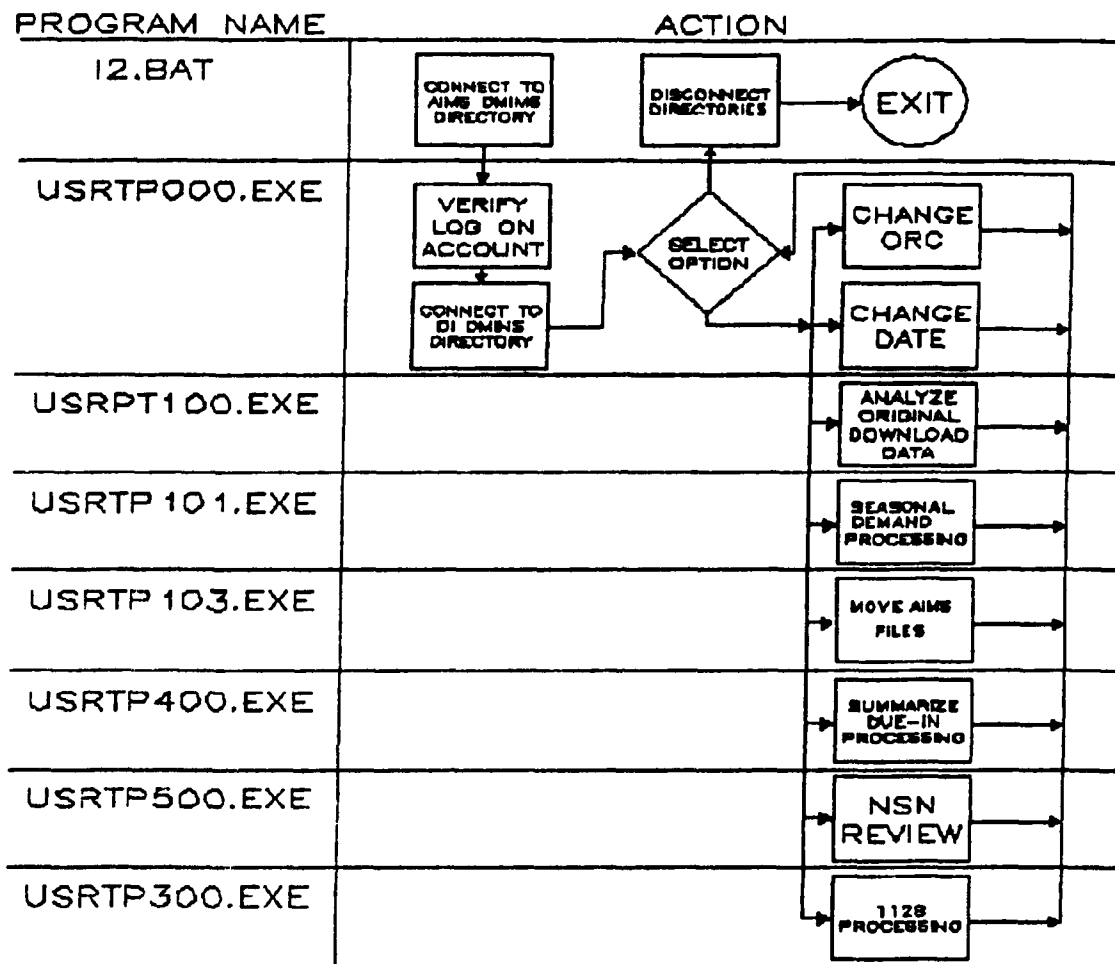 PROGRAM NAME
ACTION
I2.BAT
CONNECT TO
AIMS DMIMS
DIRECTORY
DISCONNECT
DIRECTORIES
EXIT
USRTP000.EXE
VERIFY
LOG ON
ACCOUNT
SELECT
OPTION
CHANGE
ORC
CONNECT TO
DI DMINS
DIRECTORY
CHANGE
DATE
USRPT100.EXE
ANALYZE
ORIGINAL
DOWNLOAD
DATA
USRTP101.EXE
SEASONAL
DEMAND
PROCESSING
USRTP103.EXE
MOVE AIMS
FILES
USRTP400.EXE
SUMMARIZE
DUE-IN
PROCESSING
USRTP500.EXE
NSN
REVIEW
USRTP300.EXE
1128
PROCESSING